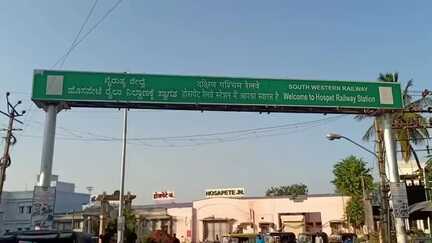 ನೈರುತ್ಯ ರೇಲ್ವೆ
ಹೊಸಪೇಟೆ ರೈಲು ನಿಲ್ದಾಣಕ್ಕೆ ಸ್ವಾಗತ
दक्षिण पश्चिम रेलवे
होसपेट रेलवे स्टेशन में आपका स्वागत है
SOUTH WESTERN RAILWAY
Welcome to Hospet Railway Station
HOSAPETE JN.